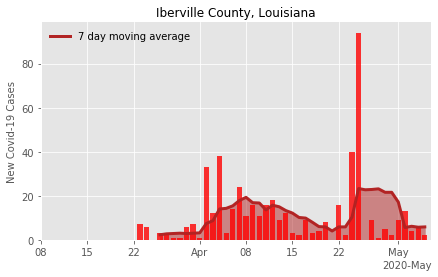 Iberville County, Louisiana
7 day moving average
New Covid-19 Cases
80
60
40
20
0
08
15
22
Apr
08
15
22
May
2020-May